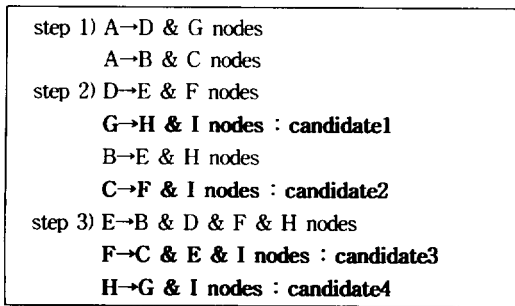 step 1) A→D & G nodes
A→B & C nodes
step 2) D→E & F nodes
G→H & I nodes : candidate1
B→E & H nodes
C→F & I nodes : candidate2
step 3) E→B & D & F & H nodes
F→C & E & I nodes : candidate3
H→G & I nodes : candidate4